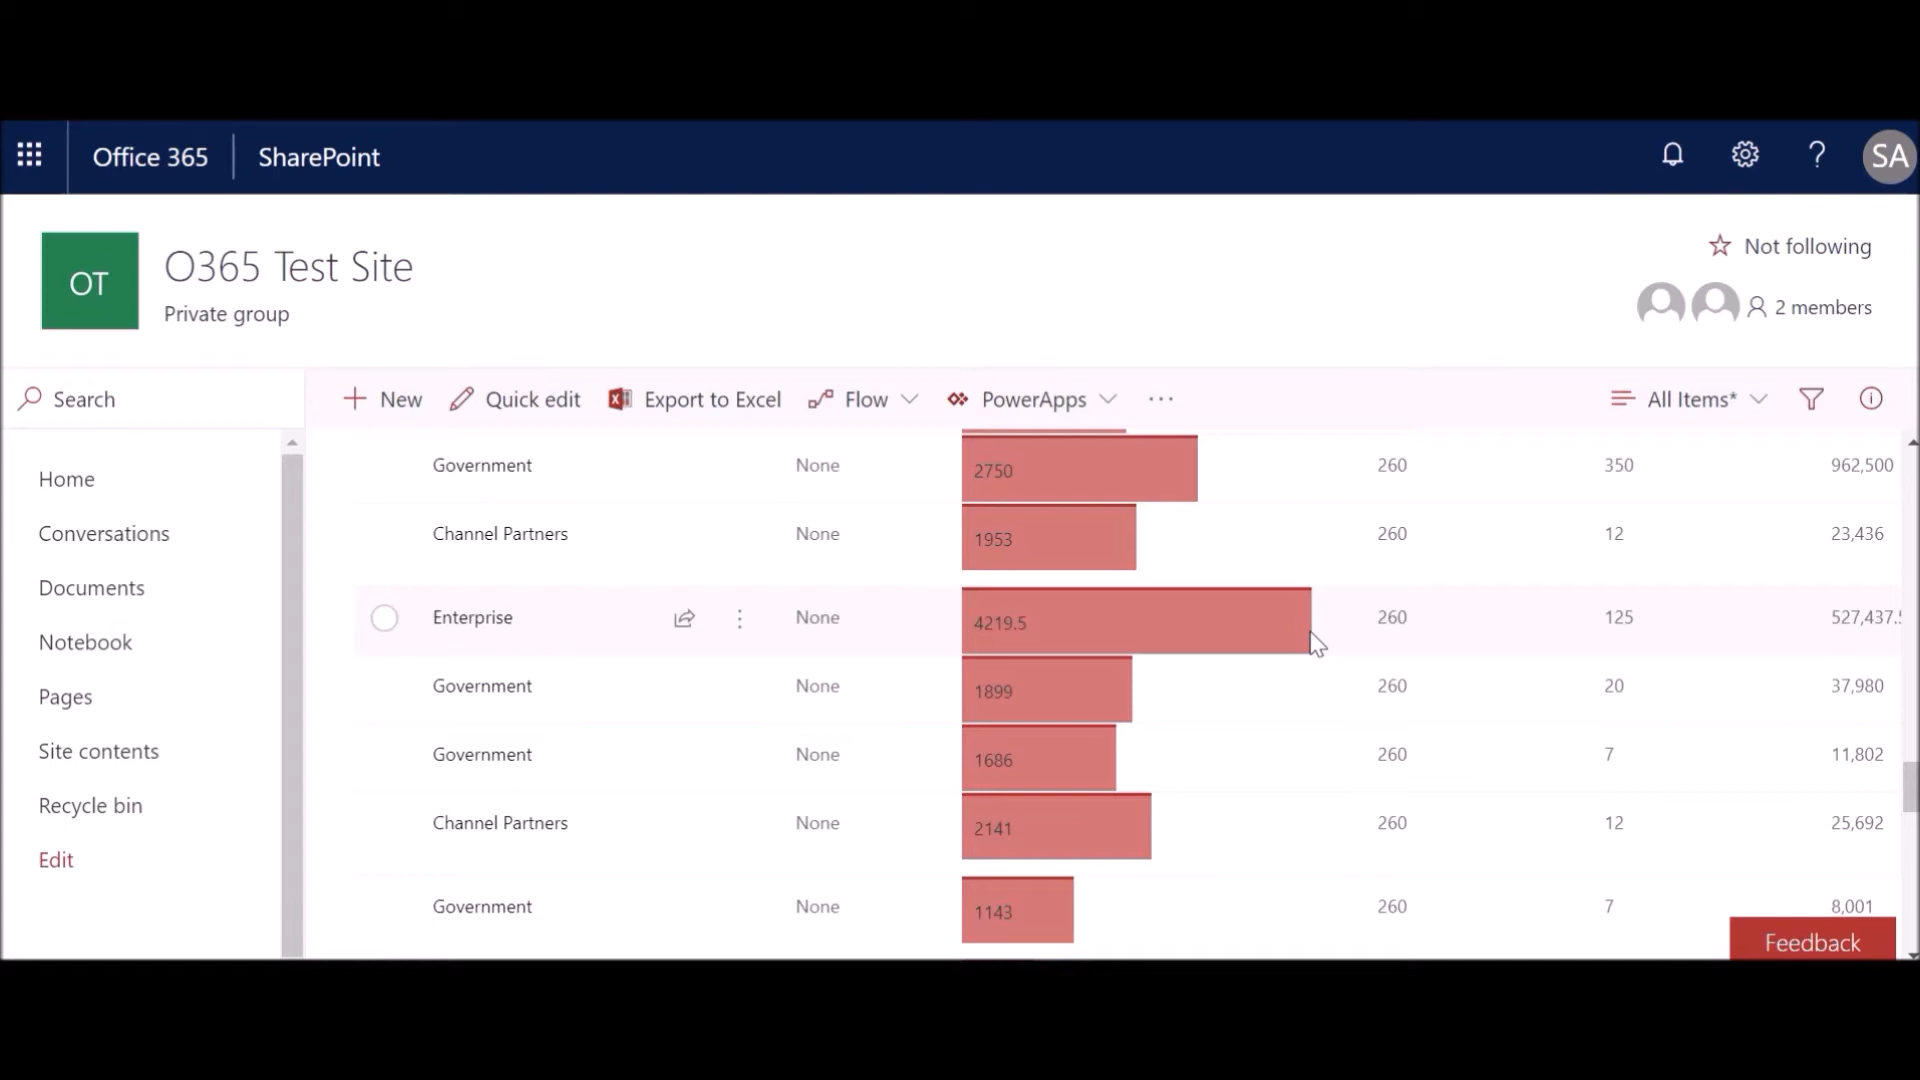 Office 365 SharePoint SA
OT O365 Test Site
Private group
Not following
2 members
Search
New Quick edit Export to Excel Flow PowerApps ... All Items*
Home
Conversations
Documents
Notebook
Pages
Site contents
Recycle bin
Edit
Government None 2750 260 350 962,500
Channel Partners None 1953 260 12 23,436
Enterprise None 4219.5 260 125 527,437.
Government None 1899 260 20 37,980
Government None 1686 260 7 11,802
Channel Partners None 2141 260 12 25,692
Government None 1143 260 7 8,001
Feedback